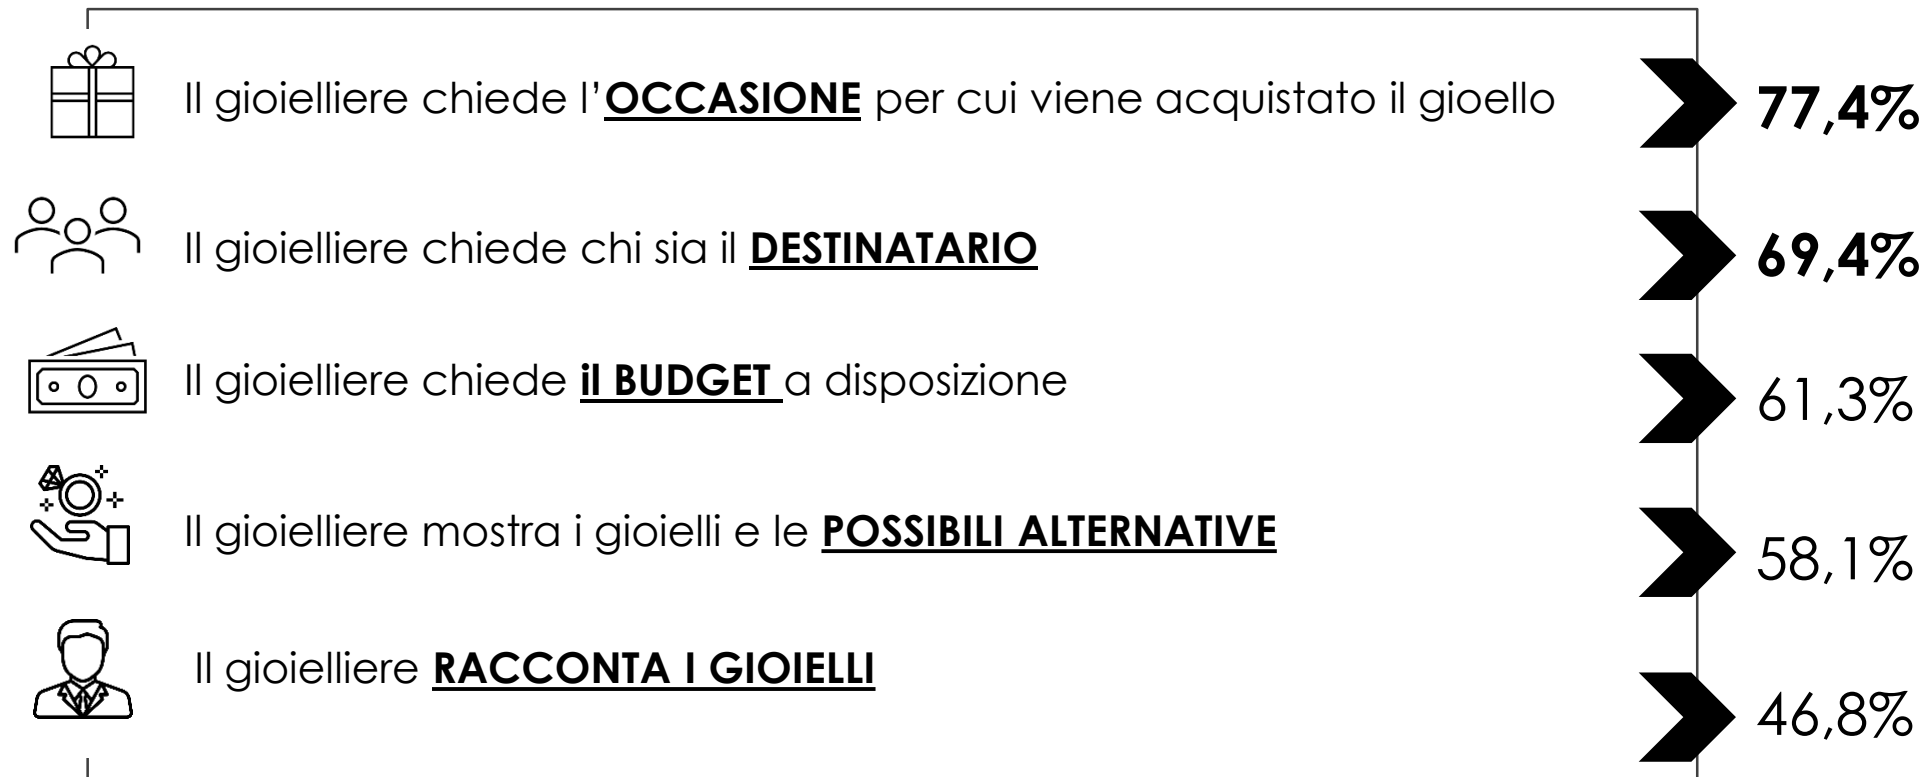 Il gioielliere chiede l’OCCASIONE per cui viene acquistato il gioello
77,4%
Il gioielliere chiede chi sia il DESTINATARIO
69,4%
Il gioielliere chiede il BUDGET a disposizione
61,3%
Il gioielliere mostra i gioielli e le POSSIBILI ALTERNATIVE
58,1%
Il gioielliere RACCONTA I GIOIELLI
46,8%